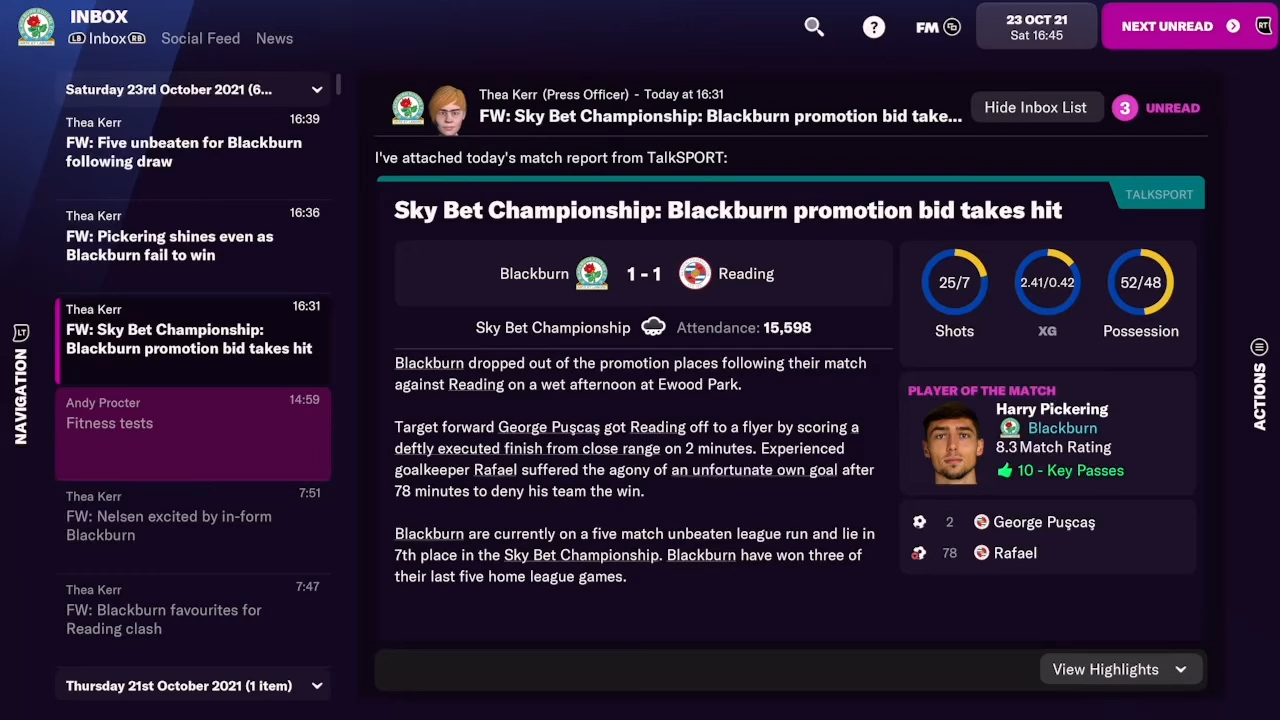 INBOX
LB Inbox RB Social Feed News
FM
23 OCT 21
Sat 16:45
NEXT UNREAD
RT
Saturday 23rd October 2021 (6...
Thea Kerr 16:39
FW: Five unbeaten for Blackburn
following draw
Thea Kerr 16:36
FW: Pickering shines even as
Blackburn fail to win
Thea Kerr 16:31
FW: Sky Bet Championship:
Blackburn promotion bid takes hit
Andy Procter 14:59
Fitness tests
Thea Kerr 7:51
FW: Nelsen excited by in-form
Blackburn
Thea Kerr 7:47
FW: Blackburn favourites for
Reading clash
Thursday 21st October 2021 (1 item)
LT
NAVIGATION
Thea Kerr (Press Officer) - Today at 16:31
FW: Sky Bet Championship: Blackburn promotion bid take...
Hide Inbox List
3 UNREAD
I've attached today's match report from TalkSPORT:
TALKSPORT
Sky Bet Championship: Blackburn promotion bid takes hit
Blackburn 1 - 1 Reading
Sky Bet Championship Attendance: 15,598
Blackburn dropped out of the promotion places following their match
against Reading on a wet afternoon at Ewood Park.
Target forward George Pușcaș got Reading off to a flyer by scoring a
deftly executed finish from close range on 2 minutes. Experienced
goalkeeper Rafael suffered the agony of an unfortunate own goal after
78 minutes to deny his team the win.
Blackburn are currently on a five match unbeaten league run and lie in
7th place in the Sky Bet Championship. Blackburn have won three of
their last five home league games.
25/7 2.41/0.42 52/48
Shots XG Possession
PLAYER OF THE MATCH
Harry Pickering
Blackburn
8.3 Match Rating
10 - Key Passes
2 George Pușcaș
78 Rafael
View Highlights
ACTIONS